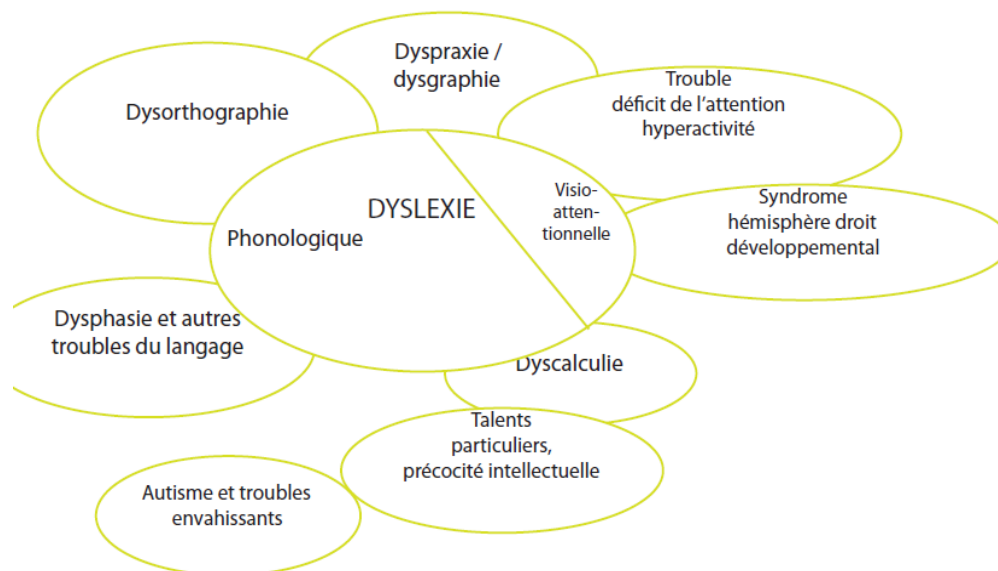 Dyspraxie /
dysgraphie
Dysorthographie
Trouble
déficit de l'attention
hyperactivité
DYSLEXIE
Phonologique
Visio-
atten-
tionnelle
Syndrome
hémisphère droit
développemental
Dysphasie et autres
troubles du langage
Dyscalculie
Talents
particuliers,
précocité intellectuelle
Autisme et troubles
envahissants